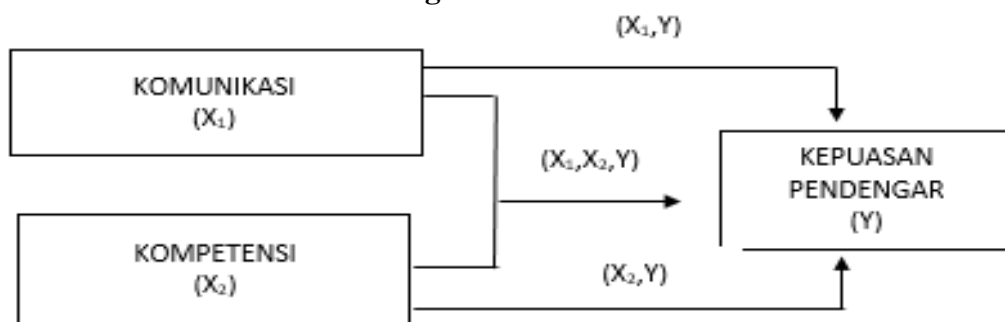 (X₁,Y)
KOMUNIKASI
(X₁)
(X₁,X₂,Y)
KEPUASAN
PENDENGAR
(Y)
KOMPETENSI
(X₂)
(X₂,Y)